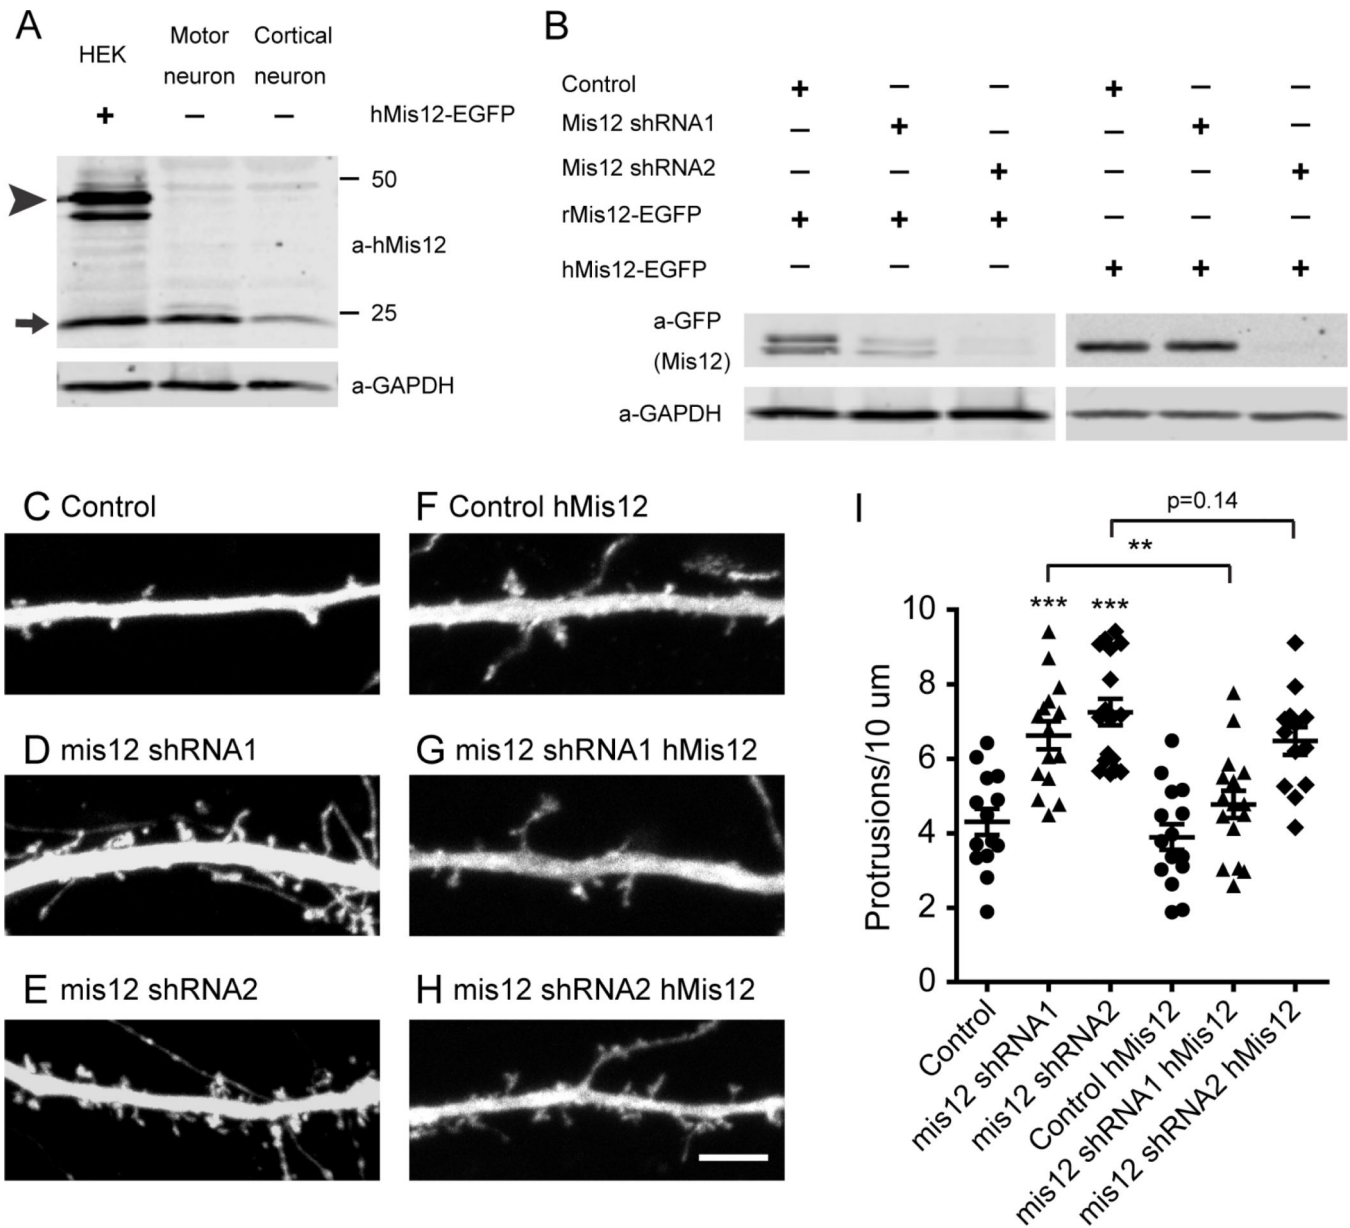 A
HEK
Motor neuron
Cortical neuron
+ – – hMis12-EGFP
50
a-hMis12
25
a-GAPDH
B
Control + – – + – –
Mis12 shRNA1 – + – – + –
Mis12 shRNA2 – – + – – +
rMis12-EGFP + + + – – –
hMis12-EGFP – – – + + +
a-GFP
(Mis12)
a-GAPDH
C Control
D mis12 shRNA1
E mis12 shRNA2
F Control hMis12
G mis12 shRNA1 hMis12
H mis12 shRNA2 hMis12
I
p=0.14
**
*** ***
Protrusions/10 um
10
8
6
4
2
0
Control
mis12 shRNA1
mis12 shRNA2
Control hMis12
mis12 shRNA1 hMis12
mis12 shRNA2 hMis12